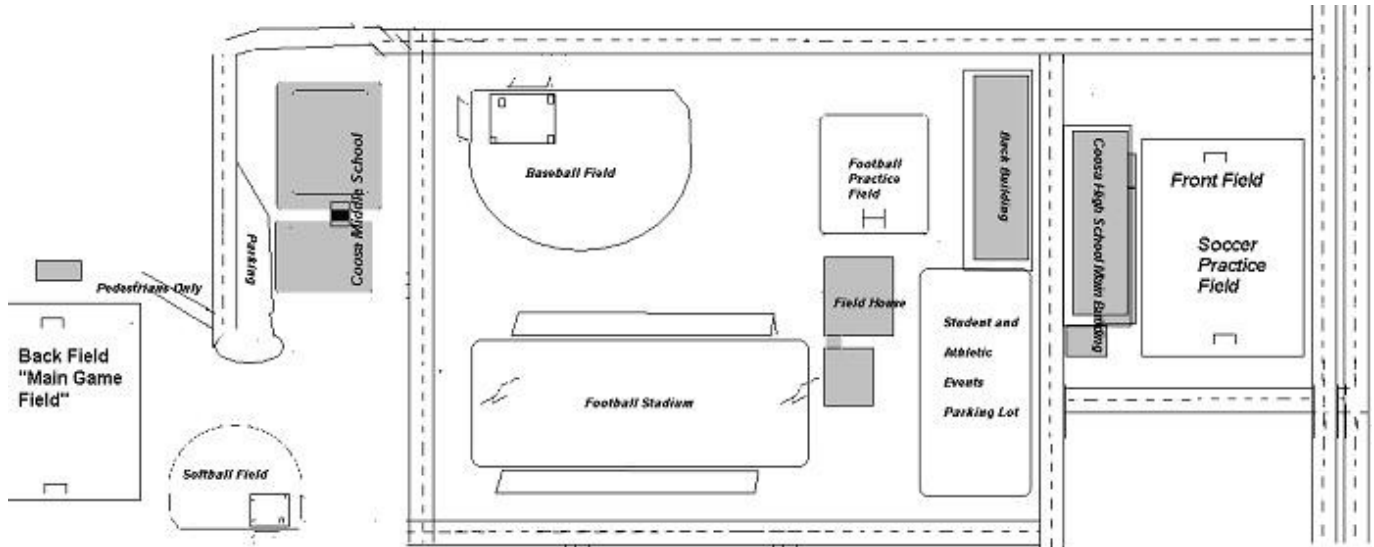 Coosa Middle School
Parking
Pedestrians Only
Back Field
"Main Game
Field"
Softball Field
Baseball Field
Football Stadium
Football
Practice
Field
Field House
Back Building
Student and
Athletic
Events
Parking Lot
Coosa High School Main Building
Front Field
Soccer
Practice
Field